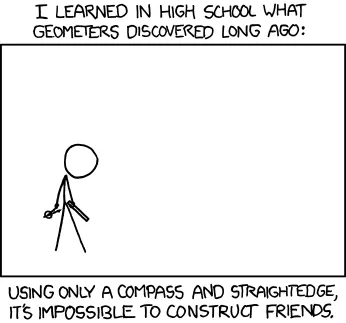 I LEARNED IN HIGH SCHOOL WHAT
GEOMETERS DISCOVERED LONG AGO:
USING ONLY A COMPASS AND STRAIGHTEDGE,
IT'S IMPOSSIBLE TO CONSTRUCT FRIENDS.